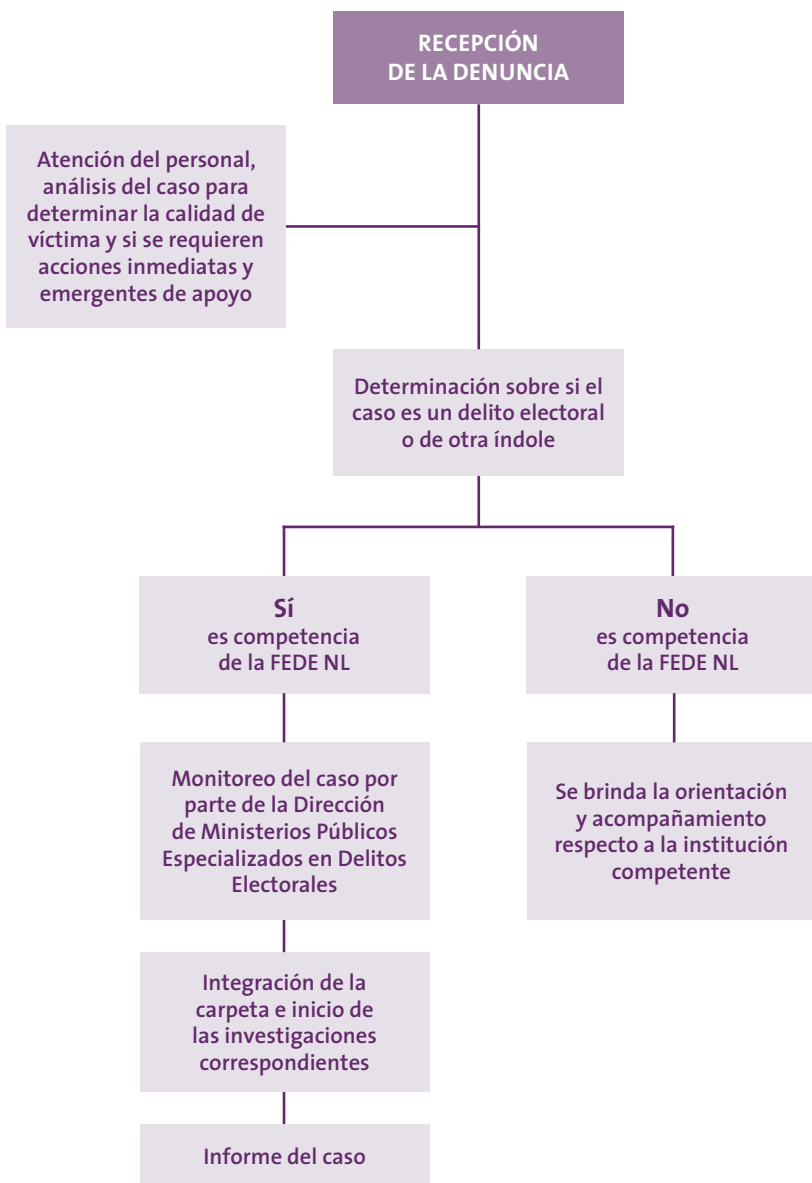 RECEPCIÓN
DE LA DENUNCIA
Atención del personal,
análisis del caso para
determinar la calidad de
víctima y si se requieren
acciones inmediatas y
emergentes de apoyo
Determinación sobre si el
caso es un delito electoral
o de otra índole
Sí
es competencia
de la FEDE NL
No
es competencia
de la FEDE NL
Monitoreo del caso por
parte de la Dirección
de Ministerios Públicos
Especializados en Delitos
Electorales
Se brinda la orientación
y acompañamiento
respecto a la institución
competente
Integración de la
carpeta e inicio de
las investigaciones
correspondientes
Informe del caso